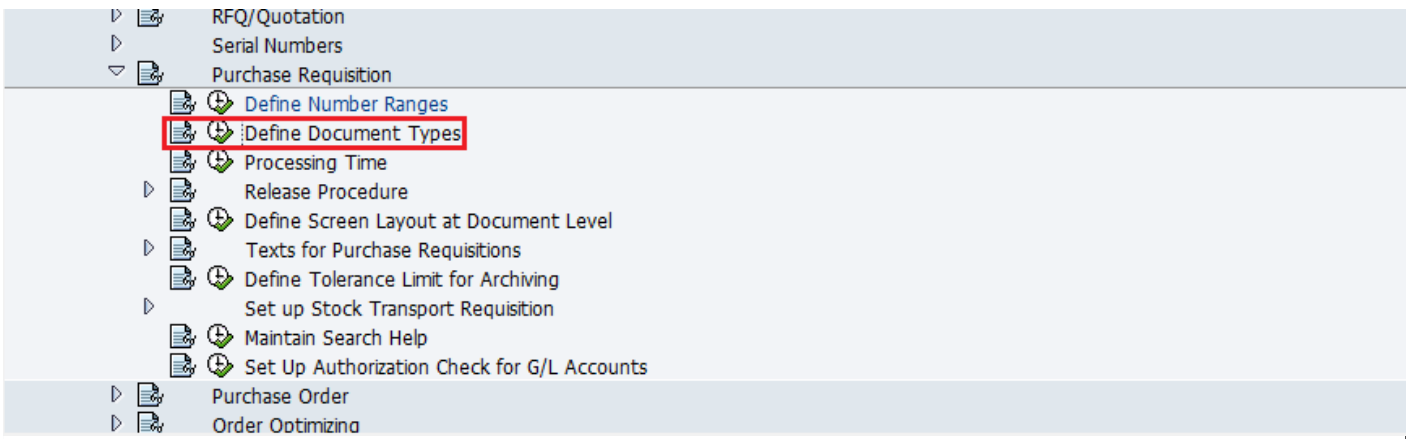 RFQ/Quotation
Serial Numbers
Purchase Requisition
Define Number Ranges
Define Document Types
Processing Time
Release Procedure
Define Screen Layout at Document Level
Texts for Purchase Requisitions
Define Tolerance Limit for Archiving
Set up Stock Transport Requisition
Maintain Search Help
Set Up Authorization Check for G/L Accounts
Purchase Order
Order Optimizing